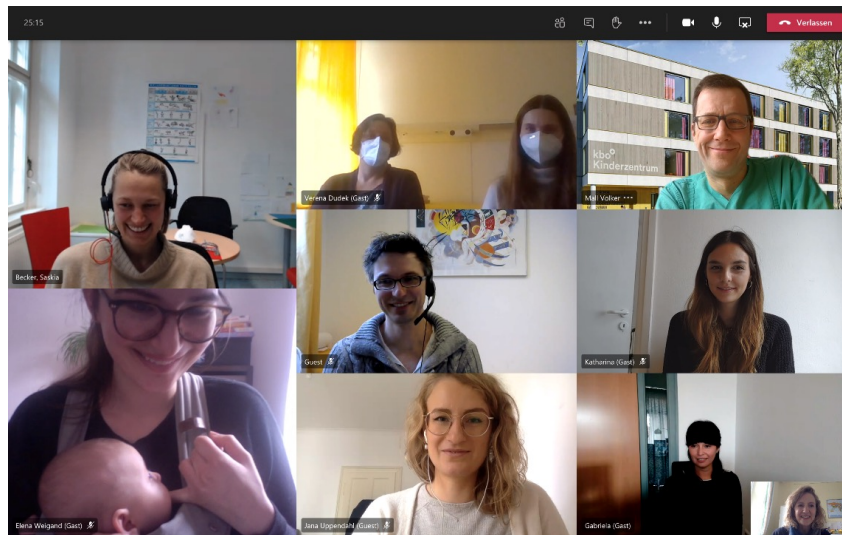 25:15
Verlassen
Verena Dudek (Gast)
kbo
Kinderzentrum
Mall Volker
Becker, Saskia
Guest
Katharina (Gast)
Elena Weigand (Gast)
Jana Uppendahl (Guest)
Gabriela (Gast)